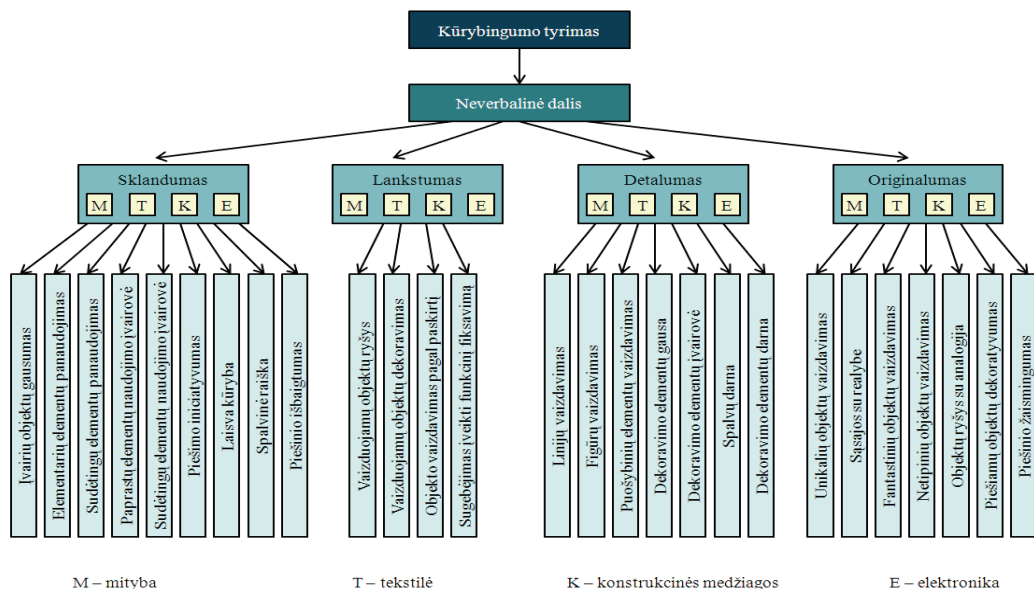 Kūrybingumo tyrimas
Neverbalinė dalis
Sklandumas
M T K E
Lankstumas
M T K E
Detalumas
M T K E
Originalumas
M T K E
Įvairių objektų gausumas
Elementarių elementų panaudojimas
Sudėtingų elementų panaudojimas
Paprastų elementų naudojimo įvairovė
Sudėtingų elementų naudojimo įvairovė
Piešimo iniciatyvumas
Laisva kūryba
Spalvinė raiška
Piešinio išbaigtumas
Vaizduojamų objektų ryšys
Vaizduojamų objektų dekoravimas
Objekto vaizdavimas pagal paskirtį
Sugebėjimas įveikti funkcinį fiksavimą
Linijų vaizdavimas
Figūrų vaizdavimas
Puošybinių elementų vaizdavimas
Dekoravimo elementų gausa
Dekoravimo elementų įvairovė
Spalvų darna
Dekoravimo elementų darna
Unikalių objektų vaizdavimas
Sąsajos su realybe
Fantastinių objektų vaizdavimas
Netipinių objektų vaizdavimas
Objektų ryšys su analogija
Piešiamų objektų dekoratyvumas
Piešinio žaismingumas
M – mityba
T – tekstilė
K – konstrukcinės medžiagos
E – elektronika